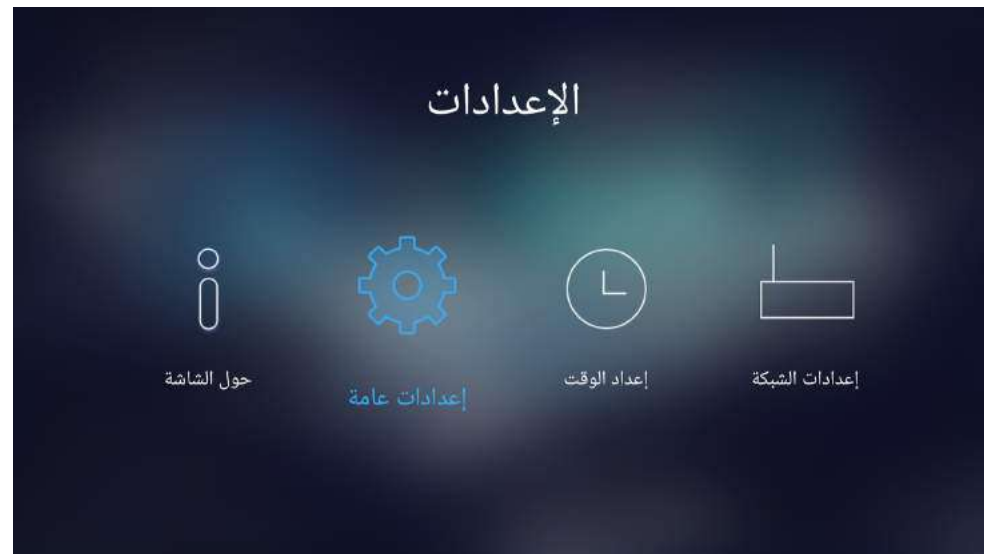 الإعدادات
إعدادات الشبكة
إعداد الوقت
إعدادات عامة
حول الشاشة